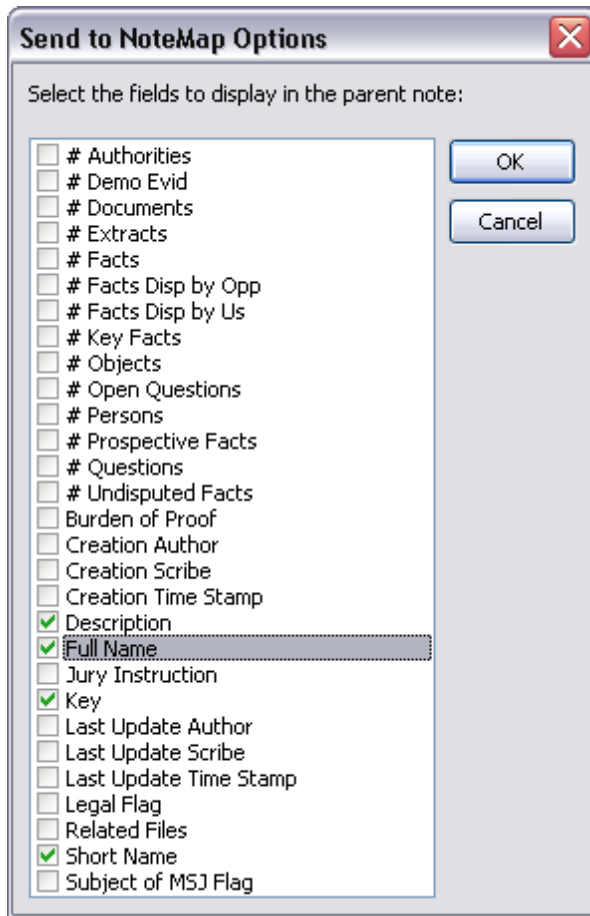 Send to NoteMap Options
Select the fields to display in the parent note:
# Authorities
# Demo Evid
# Documents
# Extracts
# Facts
# Facts Disp by Opp
# Facts Disp by Us
# Key Facts
# Objects
# Open Questions
# Persons
# Prospective Facts
# Questions
# Undisputed Facts
Burden of Proof
Creation Author
Creation Scribe
Creation Time Stamp
Description
Full Name
Jury Instruction
Key
Last Update Author
Last Update Scribe
Last Update Time Stamp
Legal Flag
Related Files
Short Name
Subject of MSJ Flag
OK
Cancel